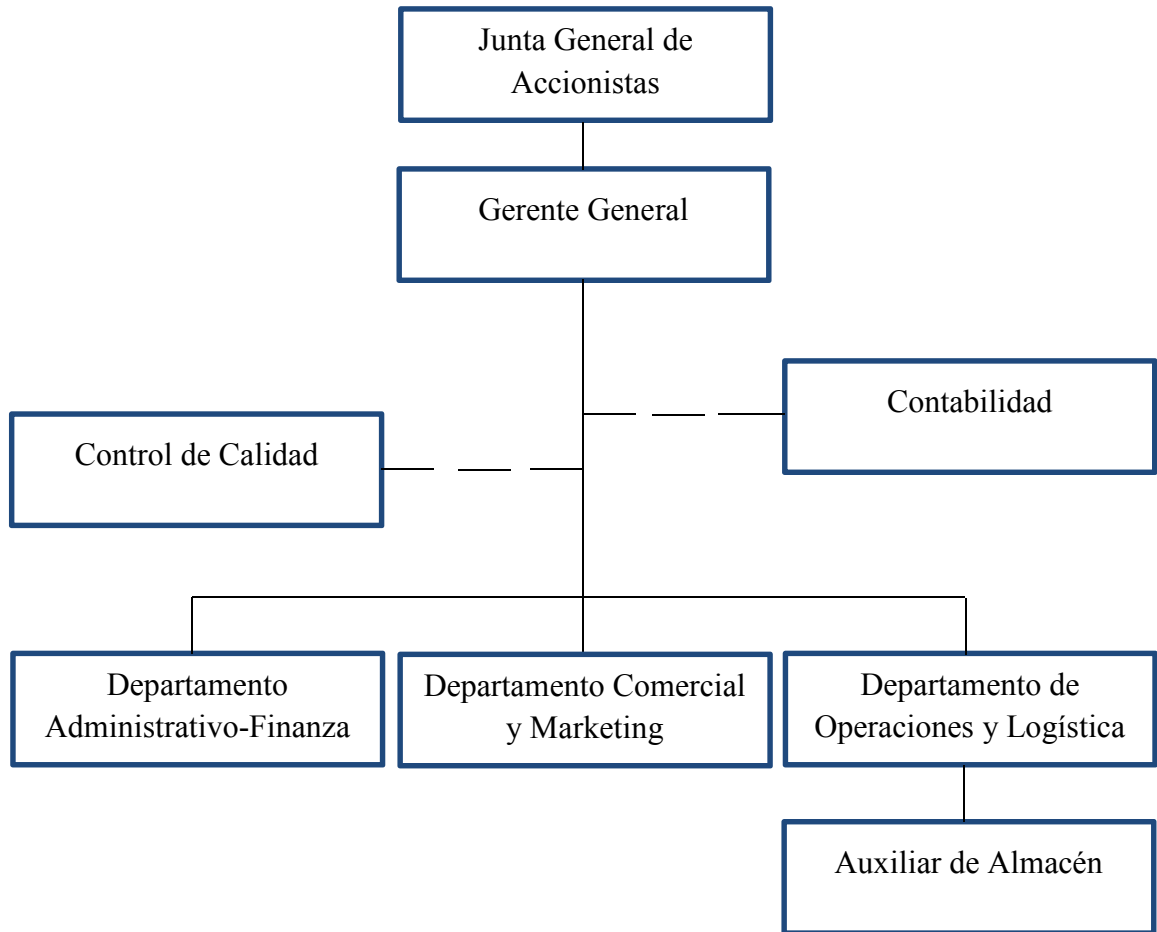 Junta General de
Accionistas
Gerente General
Contabilidad
Control de Calidad
Departamento
Administrativo-Finanza
Departamento Comercial
y Marketing
Departamento de
Operaciones y Logística
Auxiliar de Almacén